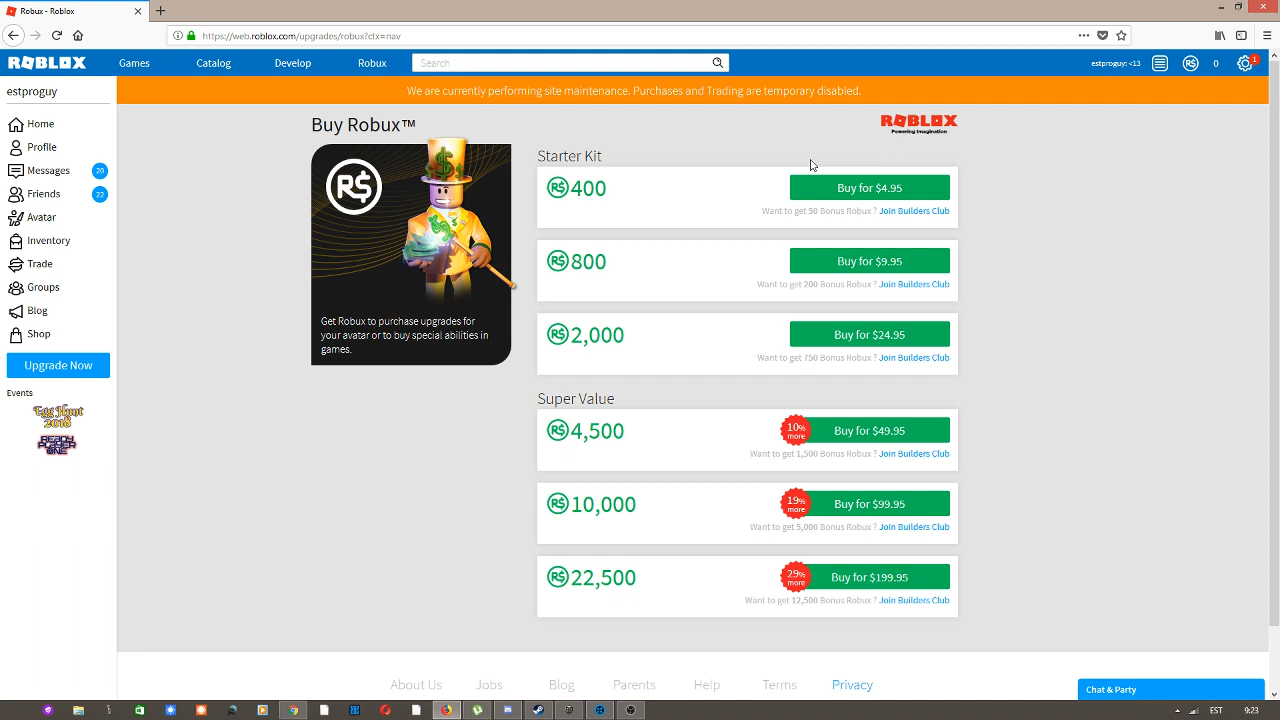 Robux - Roblox
https://web.roblox.com/upgrades/robux?ctx=nav
ROBLOX Games Catalog Develop Robux Search estproguy: <13 R$ 0 1
estproguy
We are currently performing site maintenance. Purchases and Trading are temporary disabled.
Home
Profile
Messages 20
Friends 22
Avatar
Inventory
Trade
Groups
Blog
Shop
Upgrade Now
Events
Egg Hunt
2018
READY
PLAYER
ONE
Buy Robux™
ROBLOX
Powering Imagination
R$
Get Robux to purchase upgrades for
your avatar or to buy special abilities in
games.
Starter Kit
R$ 400 Buy for $4.95
Want to get 50 Bonus Robux ? Join Builders Club
R$ 800 Buy for $9.95
Want to get 200 Bonus Robux ? Join Builders Club
R$ 2,000 Buy for $24.95
Want to get 750 Bonus Robux ? Join Builders Club
Super Value
R$ 4,500 10% more Buy for $49.95
Want to get 1,500 Bonus Robux ? Join Builders Club
R$ 10,000 19% more Buy for $99.95
Want to get 5,000 Bonus Robux ? Join Builders Club
R$ 22,500 29% more Buy for $199.95
Want to get 12,500 Bonus Robux ? Join Builders Club
About Us Jobs Blog Parents Help Terms Privacy
Chat & Party
EST 9:23